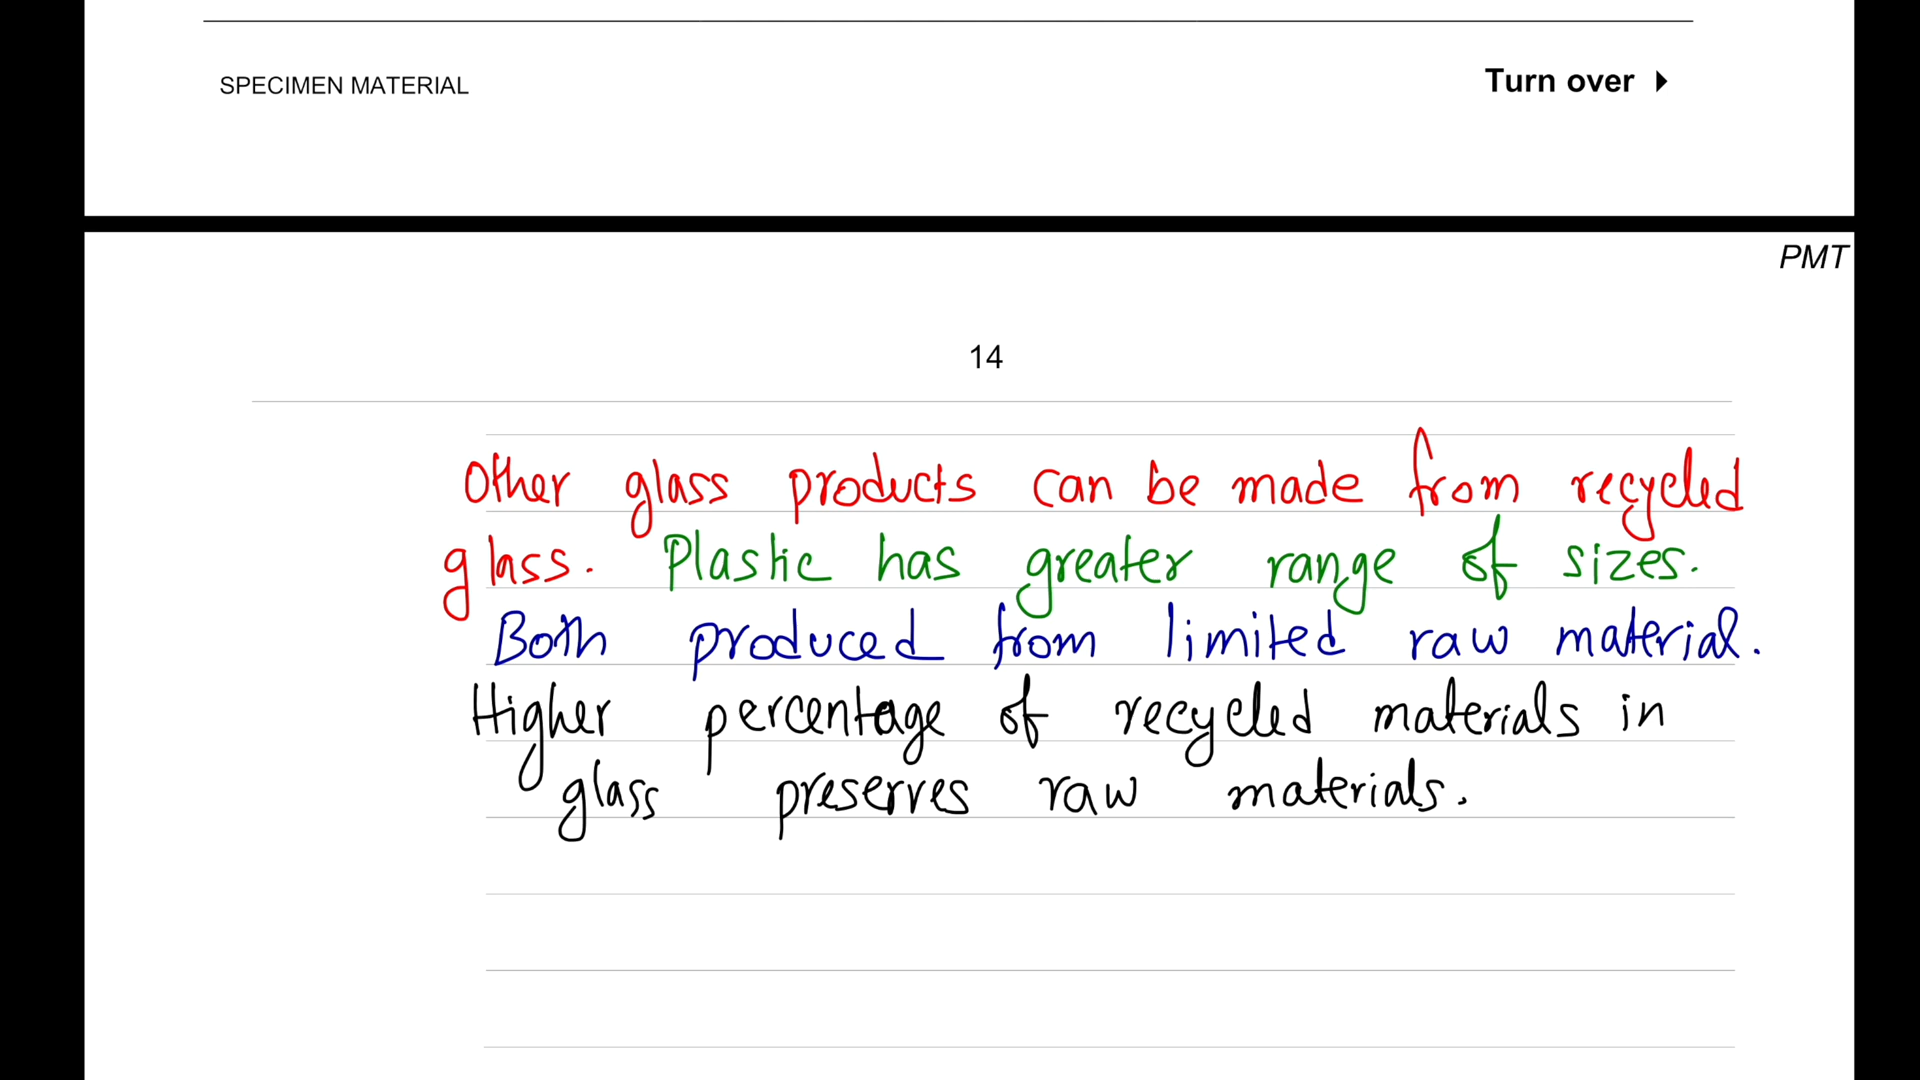 SPECIMEN MATERIAL
Turn over
PMT
14
Other glass products can be made from recycled
glass. Plastic has greater range of sizes.
Both produced from limited raw material.
Higher percentage of recycled materials in
glass preserves raw materials.